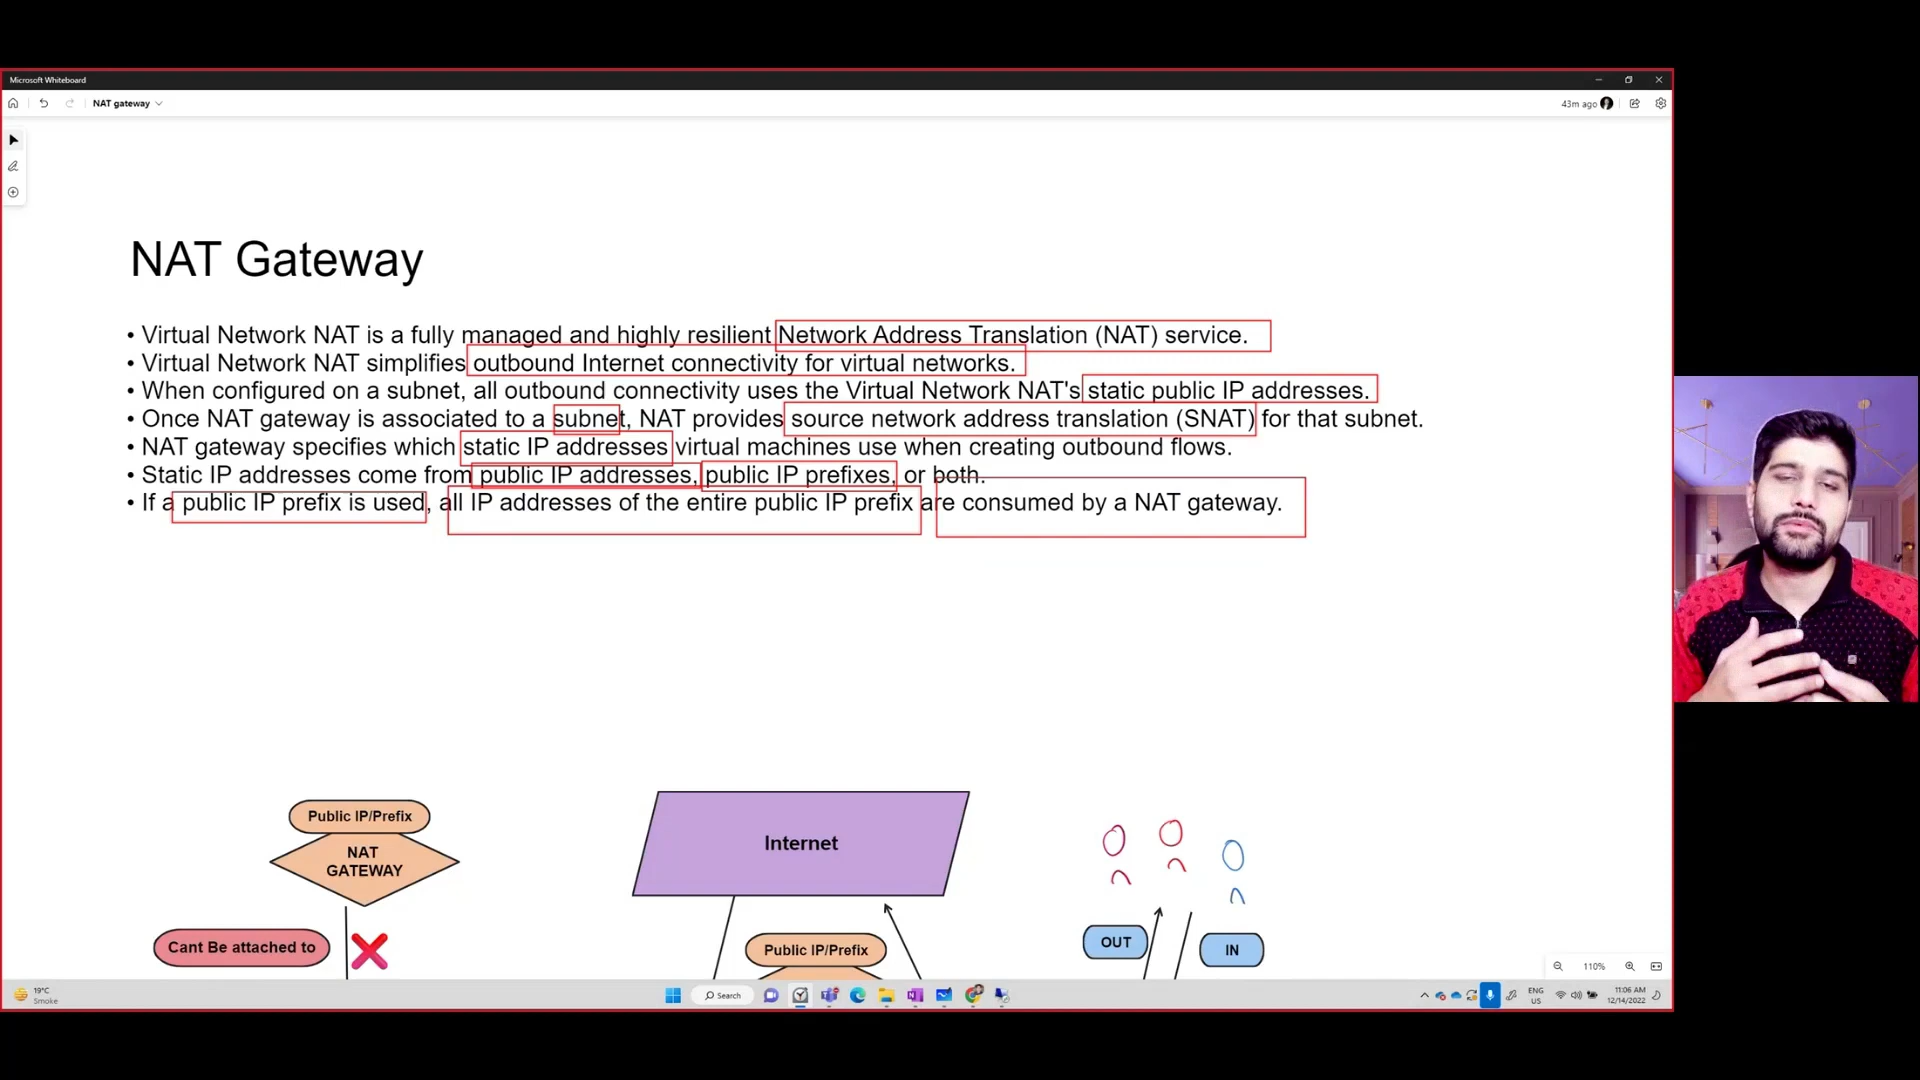 Microsoft Whiteboard
NAT gateway
43m ago
NAT Gateway
• Virtual Network NAT is a fully managed and highly resilient Network Address Translation (NAT) service.
• Virtual Network NAT simplifies outbound Internet connectivity for virtual networks.
• When configured on a subnet, all outbound connectivity uses the Virtual Network NAT's static public IP addresses.
• Once NAT gateway is associated to a subnet, NAT provides source network address translation (SNAT) for that subnet.
• NAT gateway specifies which static IP addresses virtual machines use when creating outbound flows.
• Static IP addresses come from public IP addresses, public IP prefixes, or both.
• If a public IP prefix is used, all IP addresses of the entire public IP prefix are consumed by a NAT gateway.
Public IP/Prefix
NAT
GATEWAY
Cant Be attached to
Internet
Public IP/Prefix
OUT
IN
110%
19°C
Smoke
Search
ENG
US
11:06 AM
12/14/2022